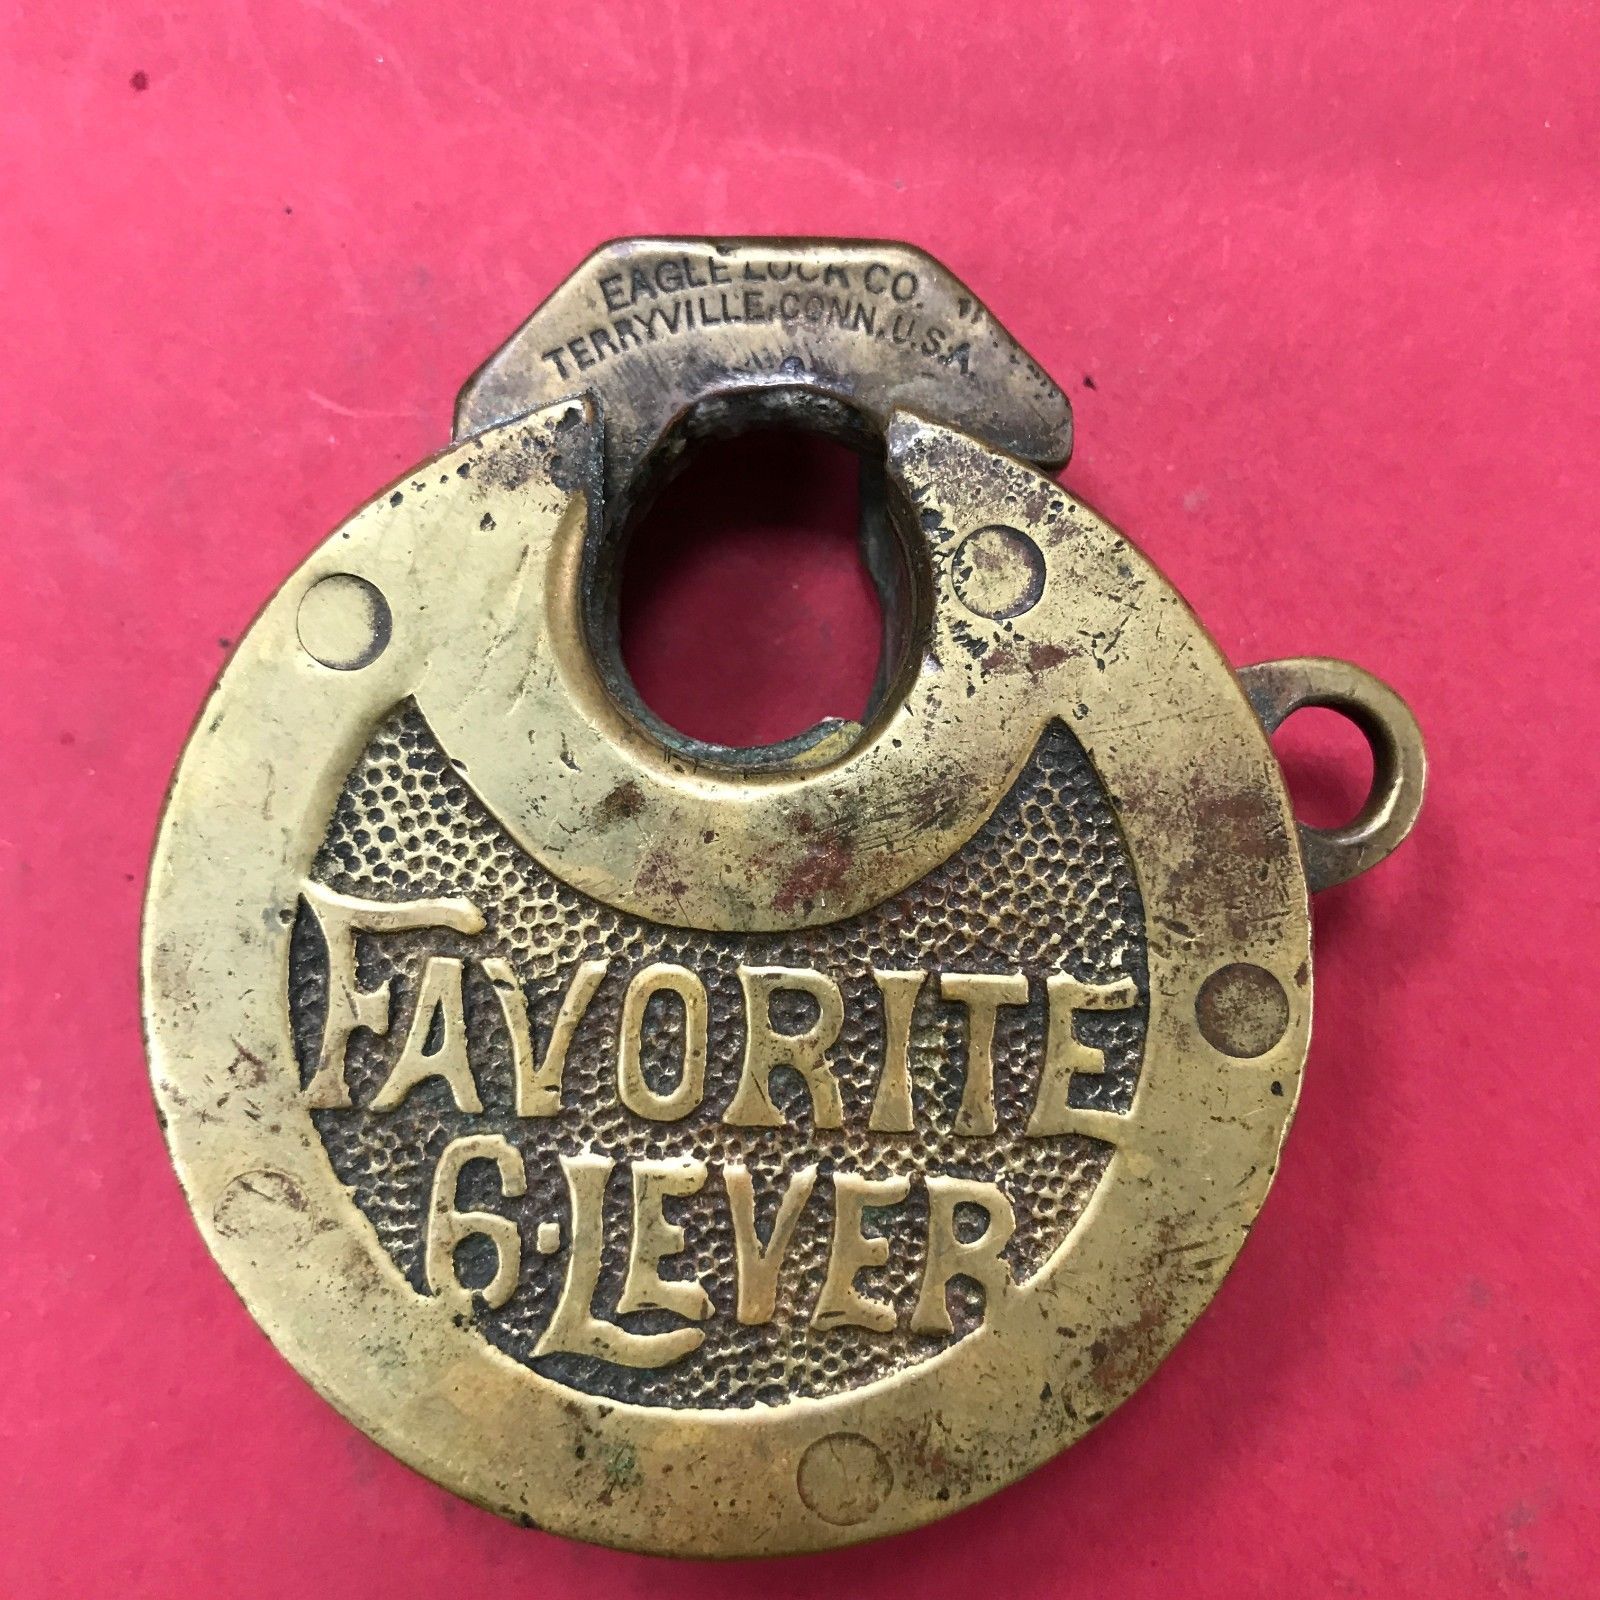 EAGLE LOCK CO.
TERRYVILLE, CONN. U.S.A.
FAVORITE
6-LEVER